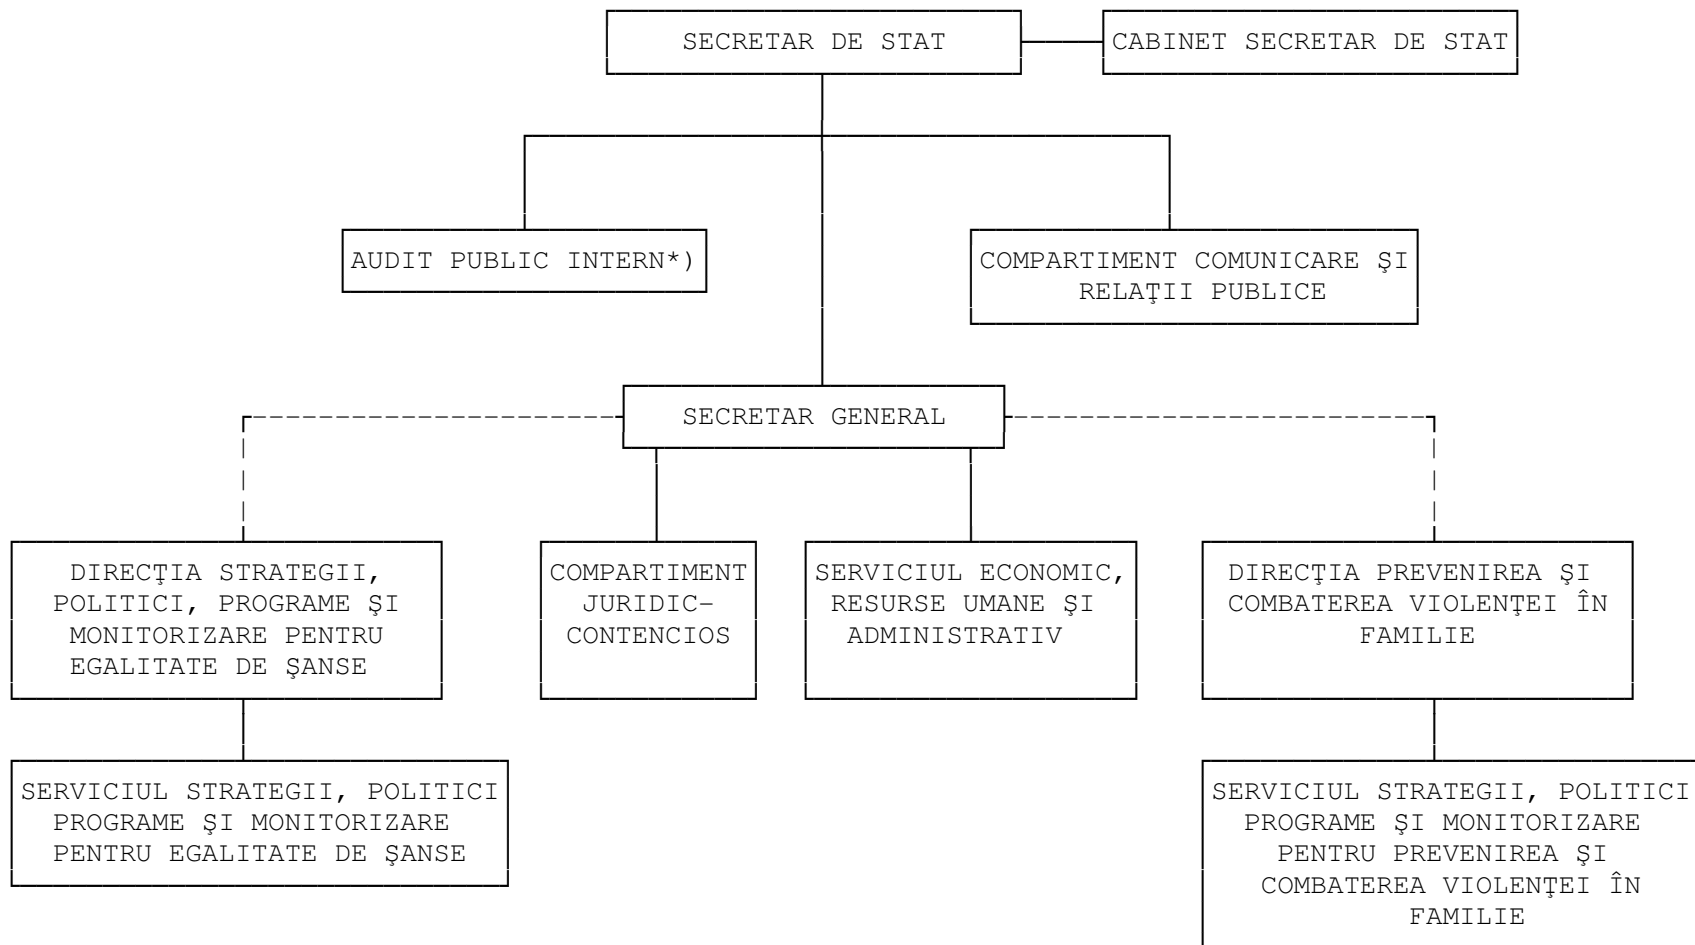 SECRETAR DE STAT
CABINET SECRETAR DE STAT
AUDIT PUBLIC INTERN*)
COMPARTIMENT COMUNICARE ŞI
RELAŢII PUBLICE
SECRETAR GENERAL
DIRECŢIA STRATEGII,
POLITICI, PROGRAME ŞI
MONITORIZARE PENTRU
EGALITATE DE ŞANSE
COMPARTIMENT
JURIDIC-
CONTENCIOS
SERVICIUL ECONOMIC,
RESURSE UMANE ŞI
ADMINISTRATIV
DIRECŢIA PREVENIREA ŞI
COMBATEREA VIOLENŢEI ÎN
FAMILIE
SERVICIUL STRATEGII, POLITICI
PROGRAME ŞI MONITORIZARE
PENTRU EGALITATE DE ŞANSE
SERVICIUL STRATEGII, POLITICI
PROGRAME ŞI MONITORIZARE
PENTRU PREVENIREA ŞI
COMBATEREA VIOLENŢEI ÎN
FAMILIE